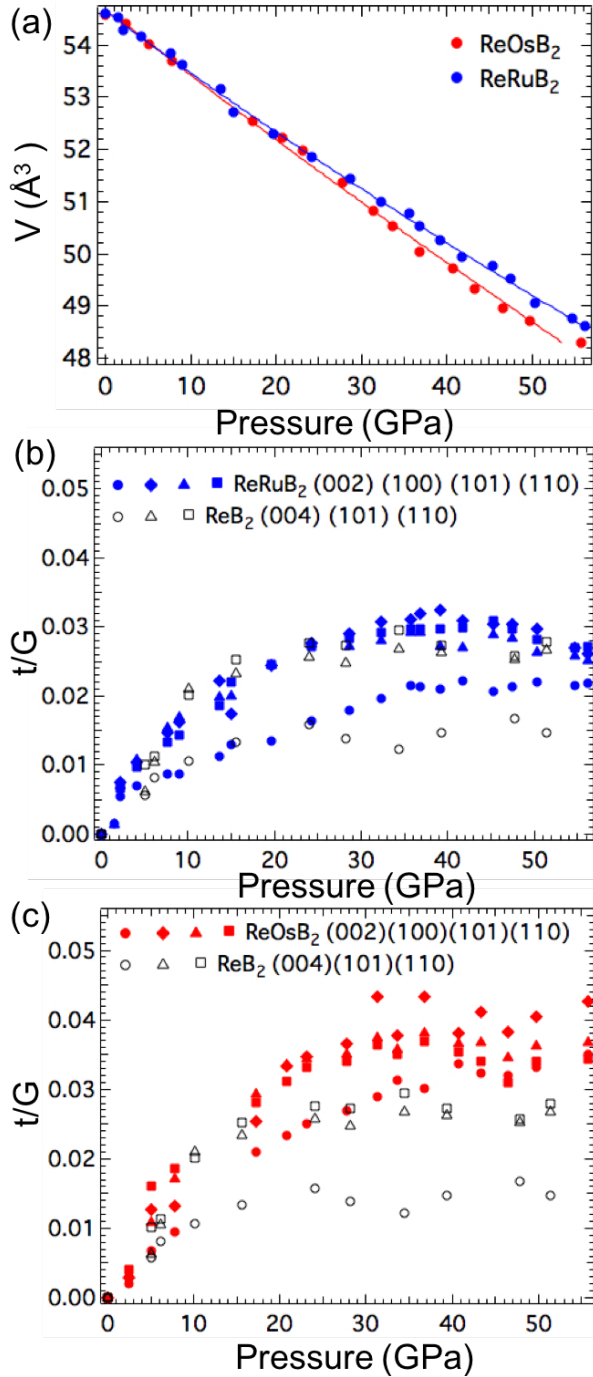 (a)
ReOsB₂
ReRuB₂
V (Å³)
54
53
52
51
50
49
48
0 10 20 30 40 50
Pressure (GPa)
(b)
ReRuB₂ (002) (100) (101) (110)
ReB₂ (004) (101) (110)
t/G
0.05
0.04
0.03
0.02
0.01
0.00
0 10 20 30 40 50
Pressure (GPa)
(c)
ReOsB₂ (002)(100)(101)(110)
ReB₂ (004)(101)(110)
t/G
0.05
0.04
0.03
0.02
0.01
0.00
0 10 20 30 40 50
Pressure (GPa)